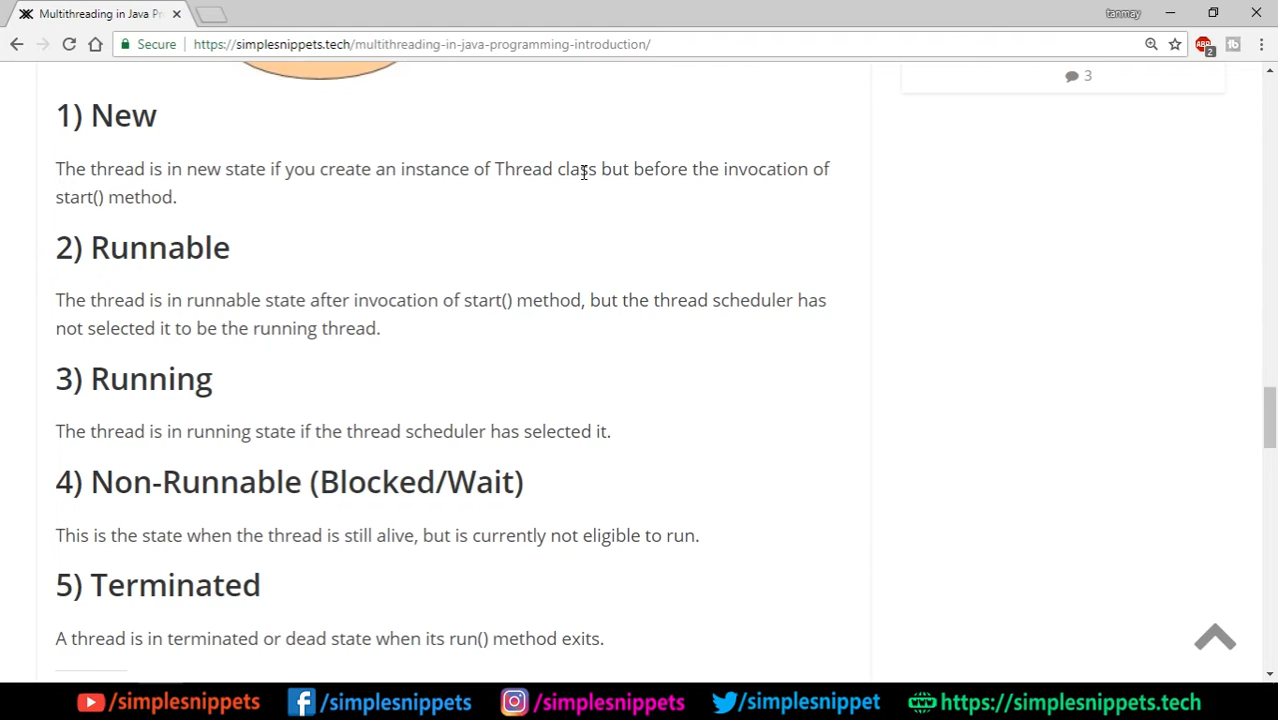 Multithreading in Java Pr
tanmay
Secure https://simplesnippets.tech/multithreading-in-java-programming-introduction/
ABP 2
3
1) New
The thread is in new state if you create an instance of Thread class but before the invocation of
start() method.
2) Runnable
The thread is in runnable state after invocation of start() method, but the thread scheduler has
not selected it to be the running thread.
3) Running
The thread is in running state if the thread scheduler has selected it.
4) Non-Runnable (Blocked/Wait)
This is the state when the thread is still alive, but is currently not eligible to run.
5) Terminated
A thread is in terminated or dead state when its run() method exits.
/simplesnippets /simplesnippets /simplesnippets /simplesnippets https://simplesnippets.tech